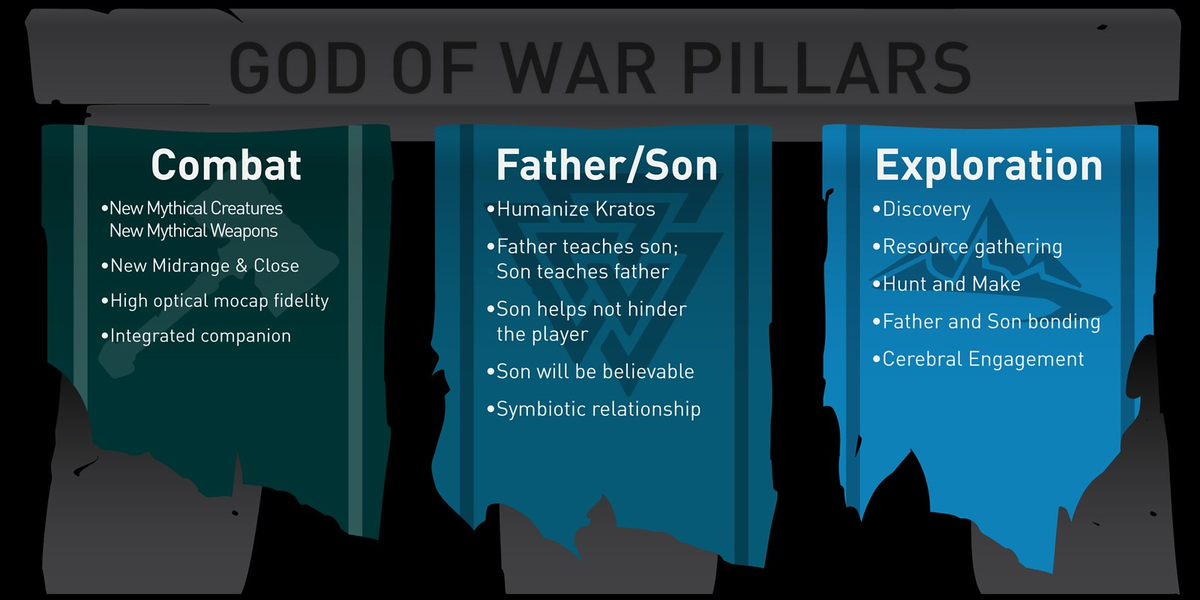 GOD OF WAR PILLARS
Combat
•New Mythical Creatures
New Mythical Weapons
•New Midrange & Close
•High optical mocap fidelity
•Integrated companion
Father/Son
•Humanize Kratos
•Father teaches son;
Son teaches father
•Son helps not hinder
the player
•Son will be believable
•Symbiotic relationship
Exploration
•Discovery
•Resource gathering
•Hunt and Make
•Father and Son bonding
•Cerebral Engagement